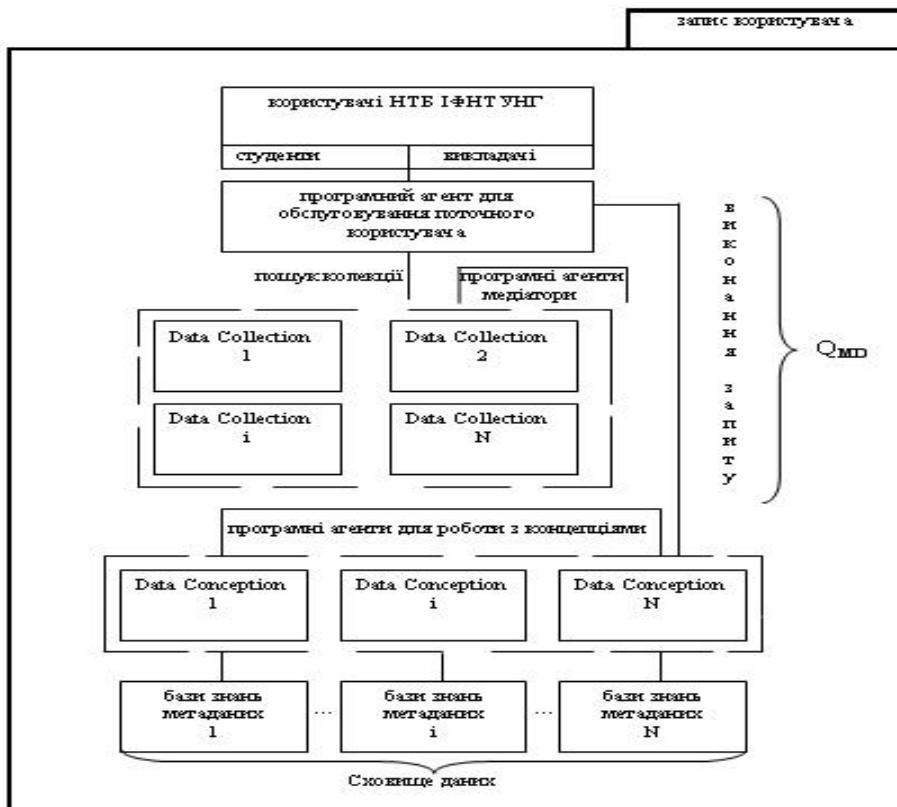 запис користувача
користувачі НТБ ІФНТУНГ
студенти
викладачі
програмний агент для
обслуговування поточного
користувача
пошук колекції
програмні агенти
медіатори
Data Collection
1
Data Collection
2
Data Collection
i
Data Collection
N
виконання запиту
QMD
програмні агенти для роботи з концепціями
Data Conception
1
Data Conception
i
Data Conception
N
бази знань
метаданих
1
...
бази знань
метаданих
i
...
бази знань
метаданих
N
Сховище даних